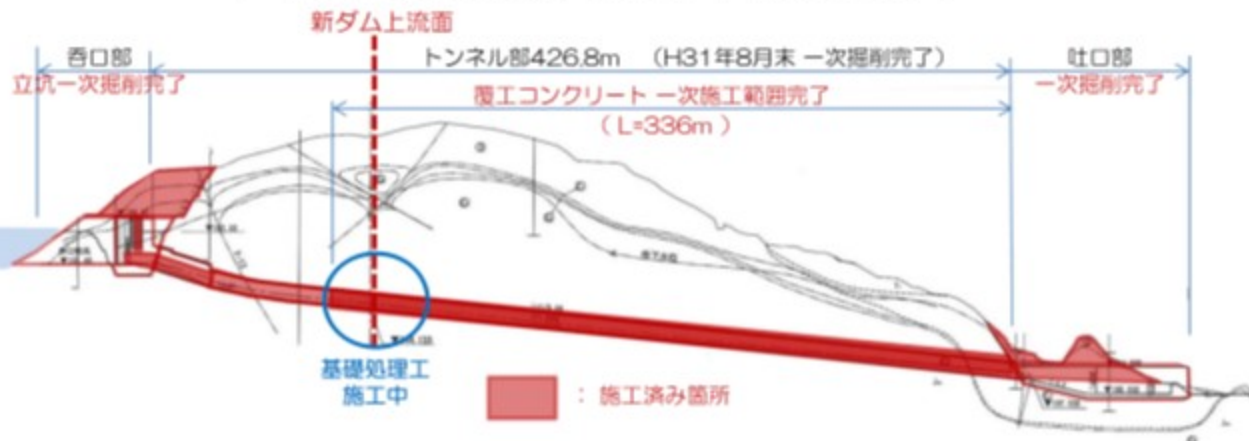 新ダム上流面
呑口部
トンネル部426.8m （H31年8月末 一次掘削完了）
吐口部
立坑一次掘削完了
一次掘削完了
覆工コンクリート 一次施工範囲完了
（ L=336m ）
基礎処理工
施工中
： 施工済み箇所